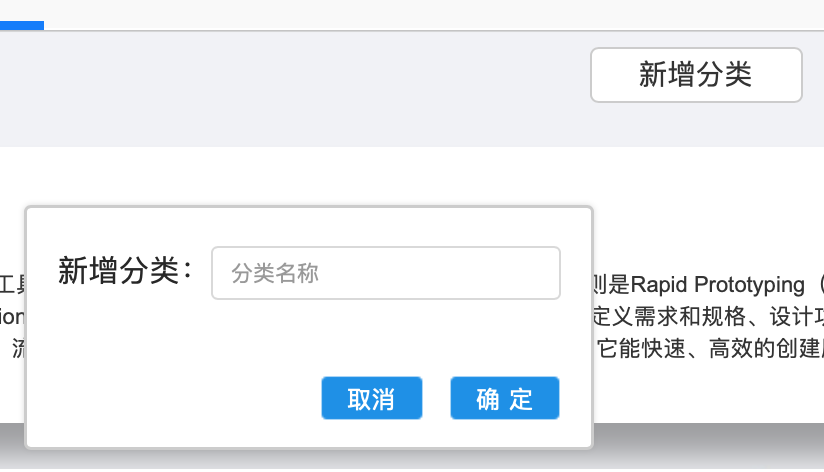 新增分类
新增分类：
分类名称
则是Rapid Prototyping（
定义需求和规格、设计
它能快速、高效的创建
取消
确 定